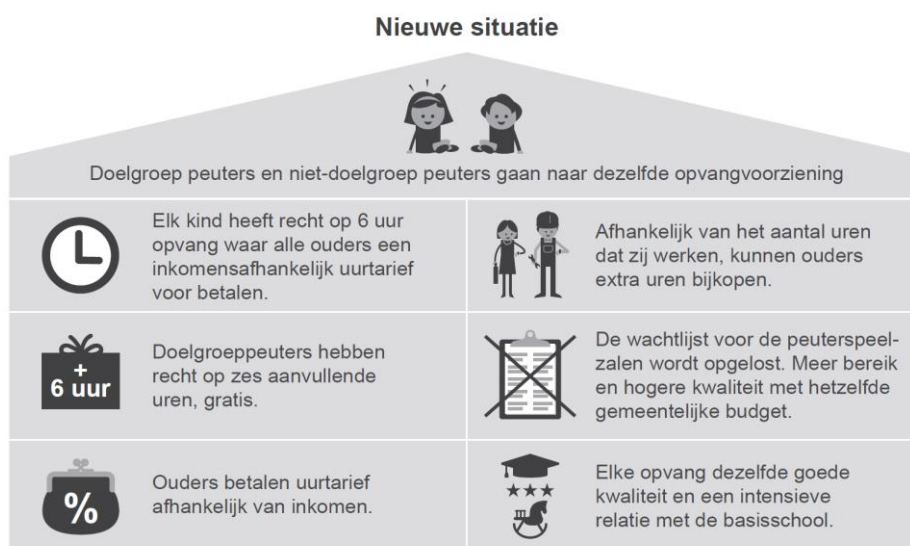 Nieuwe situatie
Doelgroep peuters en niet-doelgroep peuters gaan naar dezelfde opvangvoorziening
Elk kind heeft recht op 6 uur
opvang waar alle ouders een
inkomensafhankelijk uurtarief
voor betalen.
Afhankelijk van het aantal uren
dat zij werken, kunnen ouders
extra uren bijkopen.
+
6 uur
Doelgroeppeuters hebben
recht op zes aanvullende
uren, gratis.
De wachtlijst voor de peuterspeel-
zalen wordt opgelost. Meer bereik
en hogere kwaliteit met hetzelfde
gemeentelijke budget.
%
Ouders betalen uurtarief
afhankelijk van inkomen.
Elke opvang dezelfde goede
kwaliteit en een intensieve
relatie met de basisschool.